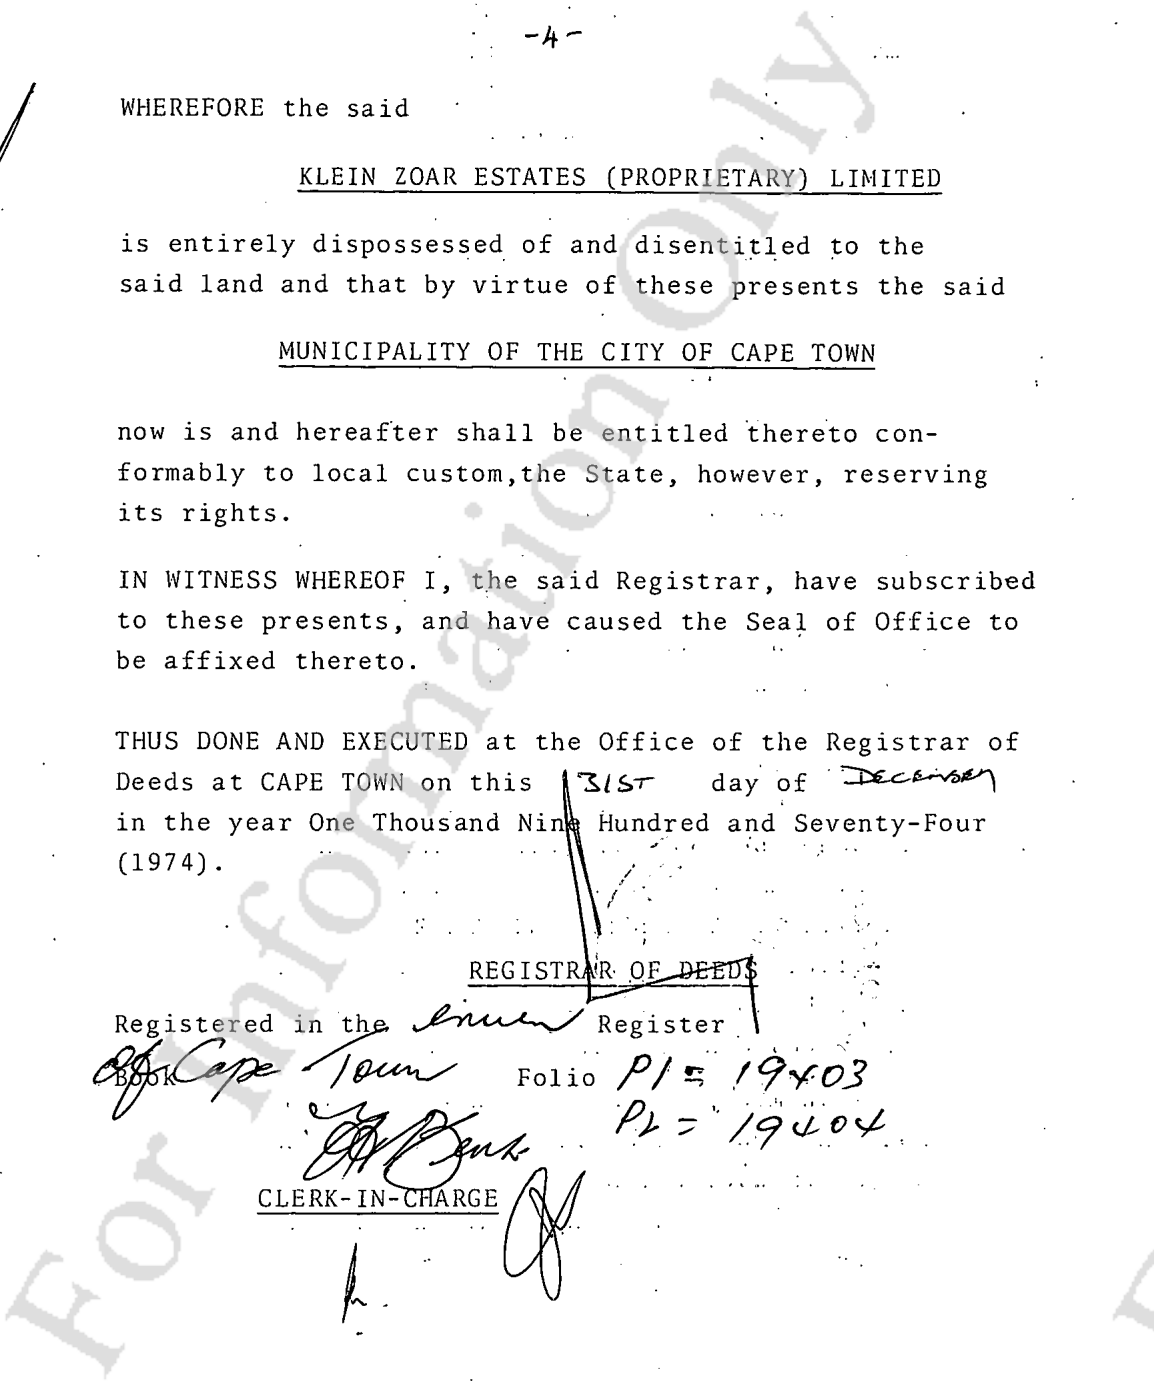 -4-
WHEREFORE the said
KLEIN ZOAR ESTATES (PROPRIETARY) LIMITED
is entirely dispossessed of and disentitled to the
said land and that by virtue of these presents the said
MUNICIPALITY OF THE CITY OF CAPE TOWN
now is and hereafter shall be entitled thereto con-
formably to local custom,the State, however, reserving
its rights.
IN WITNESS WHEREOF I, the said Registrar, have subscribed
to these presents, and have caused the Seal of Office to
be affixed thereto.
THUS DONE AND EXECUTED at the Office of the Registrar of
Deeds at CAPE TOWN on this 31ST day of DECEMBER
in the year One Thousand Nine Hundred and Seventy-Four
(1974).
REGISTRAR OF DEEDS
Registered in the Register
Book of Cape Town Folio P1 = 19403
P2 = 19404
CLERK-IN-CHARGE
For Information Only